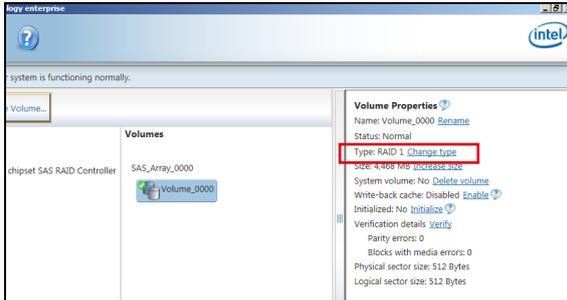 logy enterprise
?
intel
r system is functioning normally.
e Volume...
Volumes
chipset SAS RAID Controller
SAS_Array_0000
Volume_0000
Volume Properties ?
Name: Volume_0000 Rename
Status: Normal
Type: RAID 1 Change type
Size: 4,468 MB Increase size
System volume: No Delete volume
Write-back cache: Disabled Enable ?
Initialized: No Initialize ?
Verification details Verify
Parity errors: 0
Blocks with media errors: 0
Physical sector size: 512 Bytes
Logical sector size: 512 Bytes